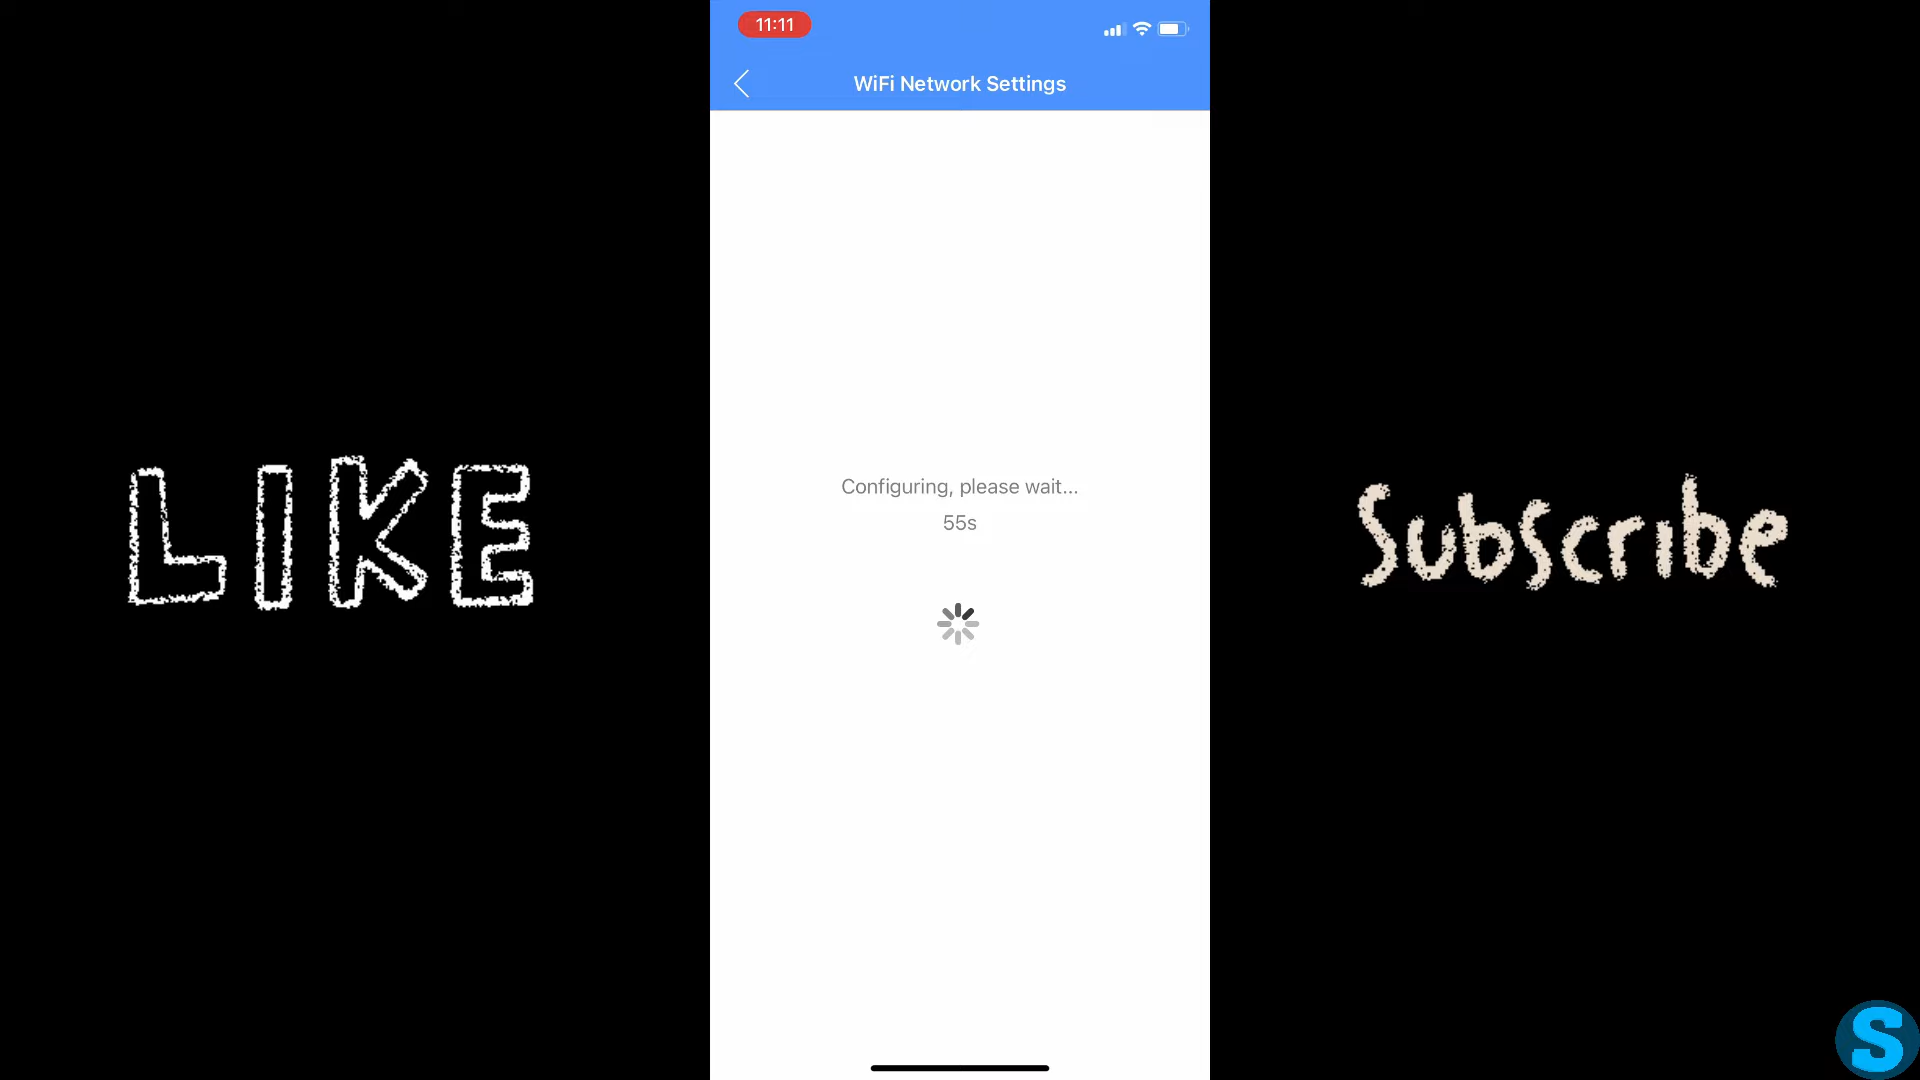 11:11
WiFi Network Settings
LIKE
Configuring, please wait...
55s
Subscribe
S